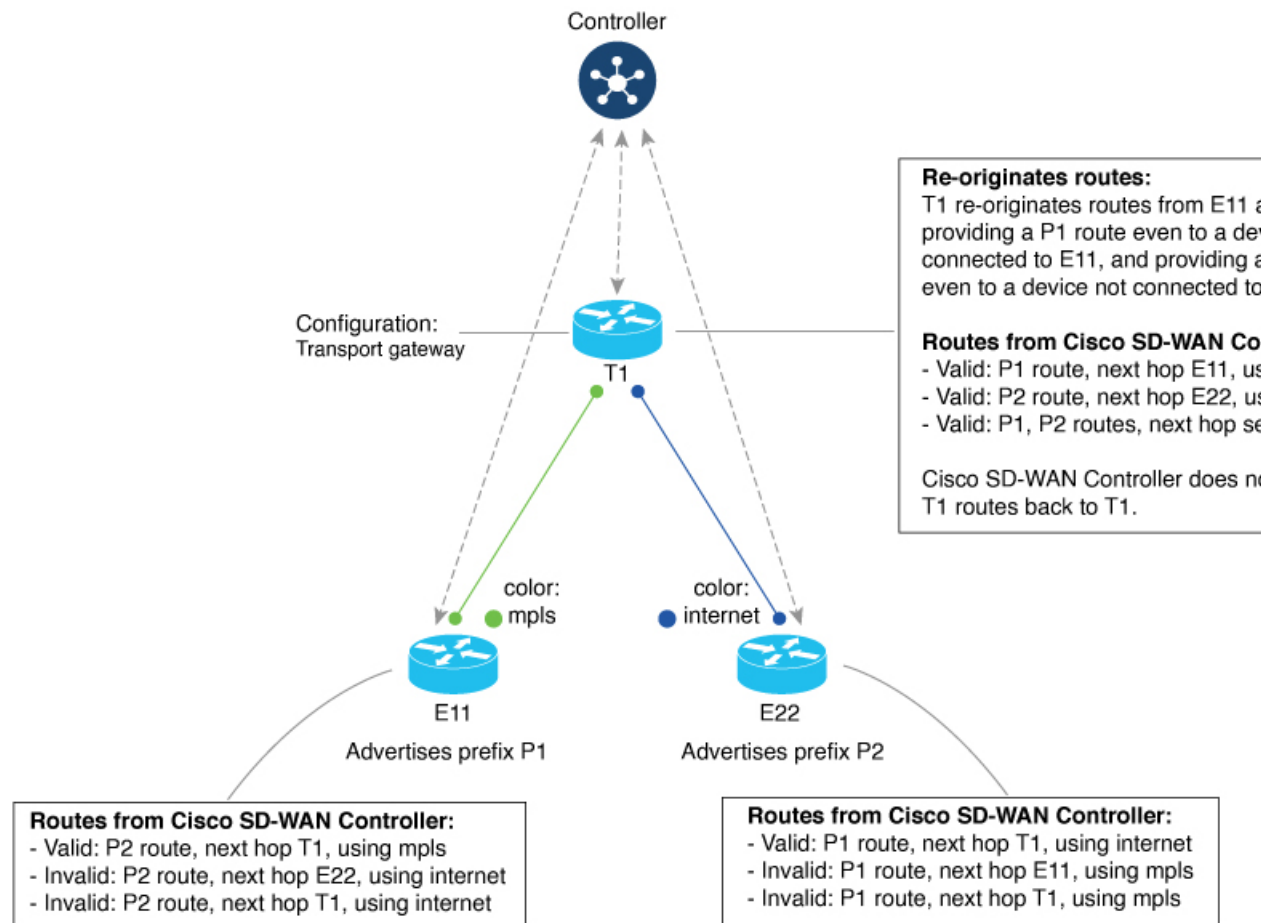 Controller
Re-originates routes:
T1 re-originates routes from E11
providing a P1 route even to a
connected to E11, and providing
even to a device not connected to
Routes from Cisco SD-WAN
- Valid: P1 route, next hop E11,
- Valid: P2 route, next hop E22,
- Valid: P1, P2 routes, next hop
Cisco SD-WAN Controller does
T1 routes back to T1.
Configuration:
Transport gateway
T1
color:
mpls
color:
internet
E11
E22
Advertises prefix P1
Advertises prefix P2
Routes from Cisco SD-WAN Controller:
- Valid: P2 route, next hop T1, using mpls
- Invalid: P2 route, next hop E22, using internet
- Invalid: P2 route, next hop T1, using internet
Routes from Cisco SD-WAN Controller:
- Valid: P1 route, next hop T1, using internet
- Invalid: P1 route, next hop E11, using mpls
- Invalid: P1 route, next hop T1, using mpls